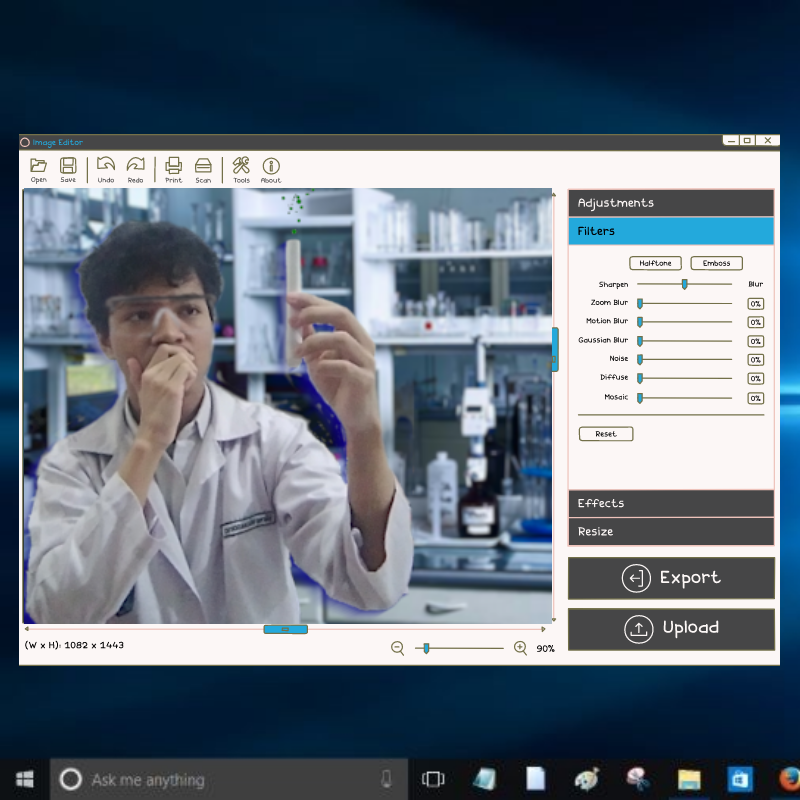 Image Editor
Open Save Undo Redo Print Scan Tools About
Adjustments
Filters
Halftone Emboss
Sharpen Blur
Zoom Blur 0%
Motion Blur 0%
Gaussian Blur 0%
Noise 0%
Diffuse 0%
Mosaic 0%
Reset
Effects
Resize
Export
Upload
(W x H): 1082 x 1443
90%
Ask me anything